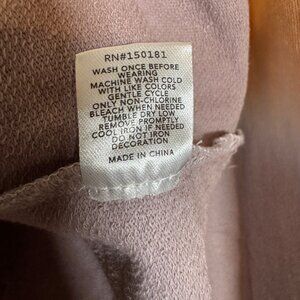 RN#150181
WASH ONCE BEFORE
WEARING
MACHINE WASH COLD
WITH LIKE COLORS
GENTLE CYCLE
ONLY NON-CHLORINE
BLEACH WHEN NEEDED
TUMBLE DRY LOW
REMOVE PROMPTLY
COOL IRON IF NEEDED
DO NOT IRON
DECORATION
MADE IN CHINA